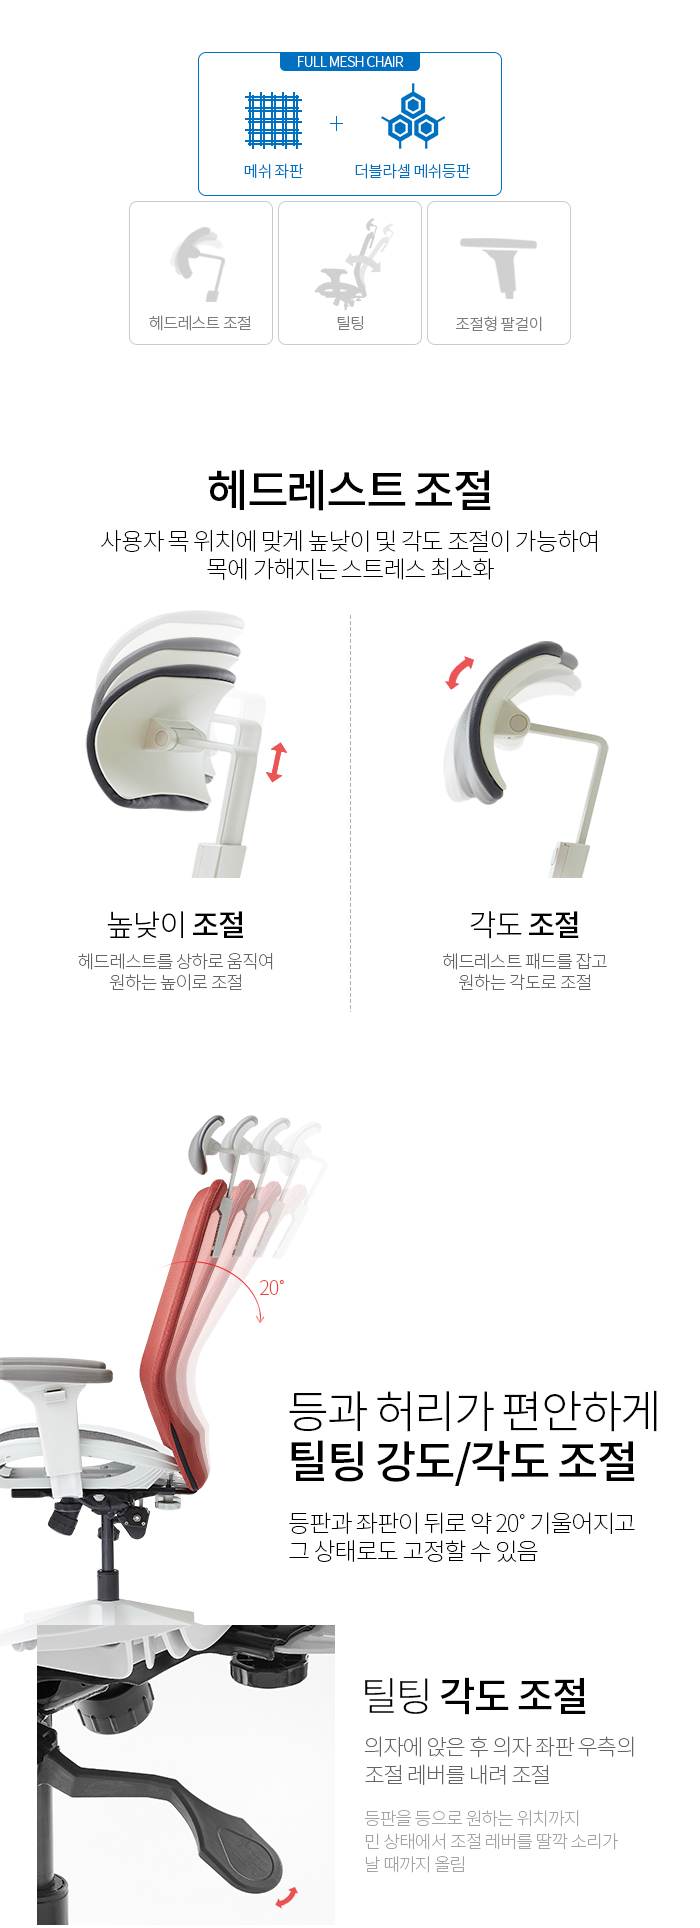 FULL MESH CHAIR
메쉬 좌판
+
더블라셀 메쉬등판
헤드레스트 조절
틸팅
조절형 팔걸이
헤드레스트 조절
사용자 목 위치에 맞게 높낮이 및 각도 조절이 가능하여
목에 가해지는 스트레스 최소화
높낮이 조절
헤드레스트를 상하로 움직여
원하는 높이로 조절
각도 조절
헤드레스트 패드를 잡고
원하는 각도로 조절
20˚
등과 허리가 편안하게
틸팅 강도/각도 조절
등판과 좌판이 뒤로 약 20˚ 기울어지고
그 상태로도 고정할 수 있음
틸팅 각도 조절
의자에 앉은 후 의자 좌판 우측의
조절 레버를 내려 조절
등판을 등으로 원하는 위치까지
민 상태에서 조절 레버를 딸깍 소리가
날 때까지 올림